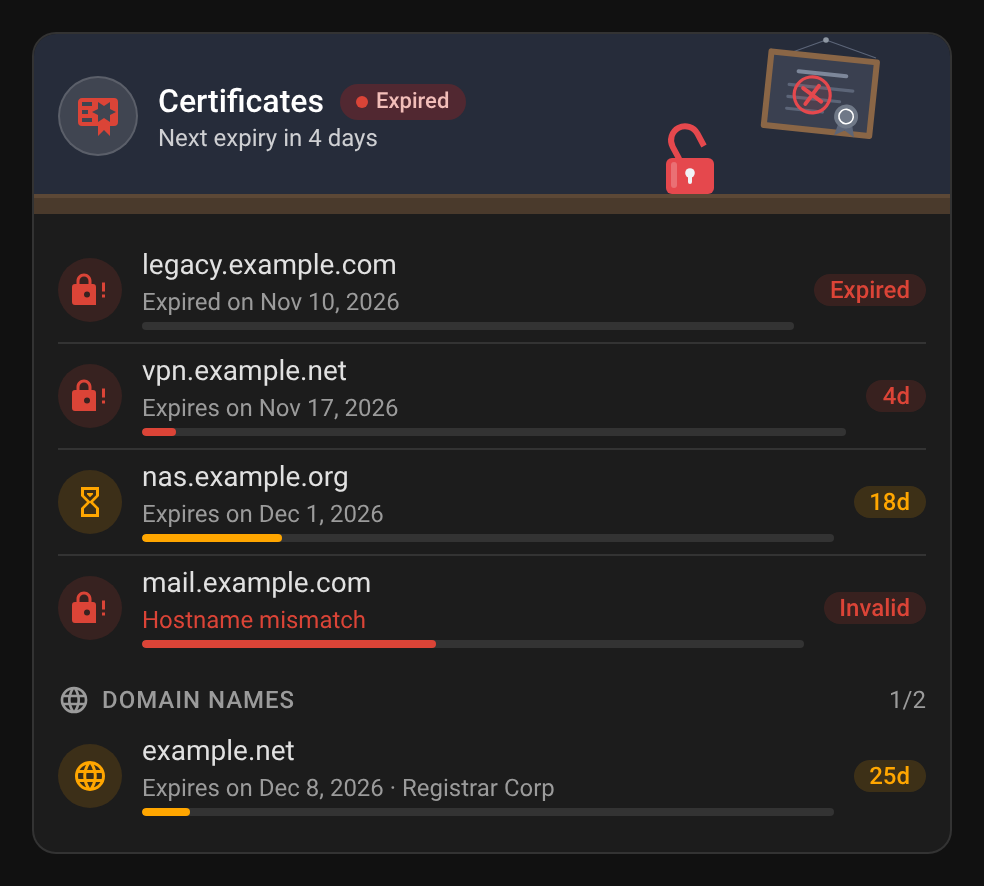 Certificates
Expired
Next expiry in 4 days
legacy.example.com
Expired on Nov 10, 2026
Expired
vpn.example.net
Expires on Nov 17, 2026
4d
nas.example.org
Expires on Dec 1, 2026
18d
mail.example.com
Hostname mismatch
Invalid
DOMAIN NAMES
1/2
example.net
Expires on Dec 8, 2026 · Registrar Corp
25d